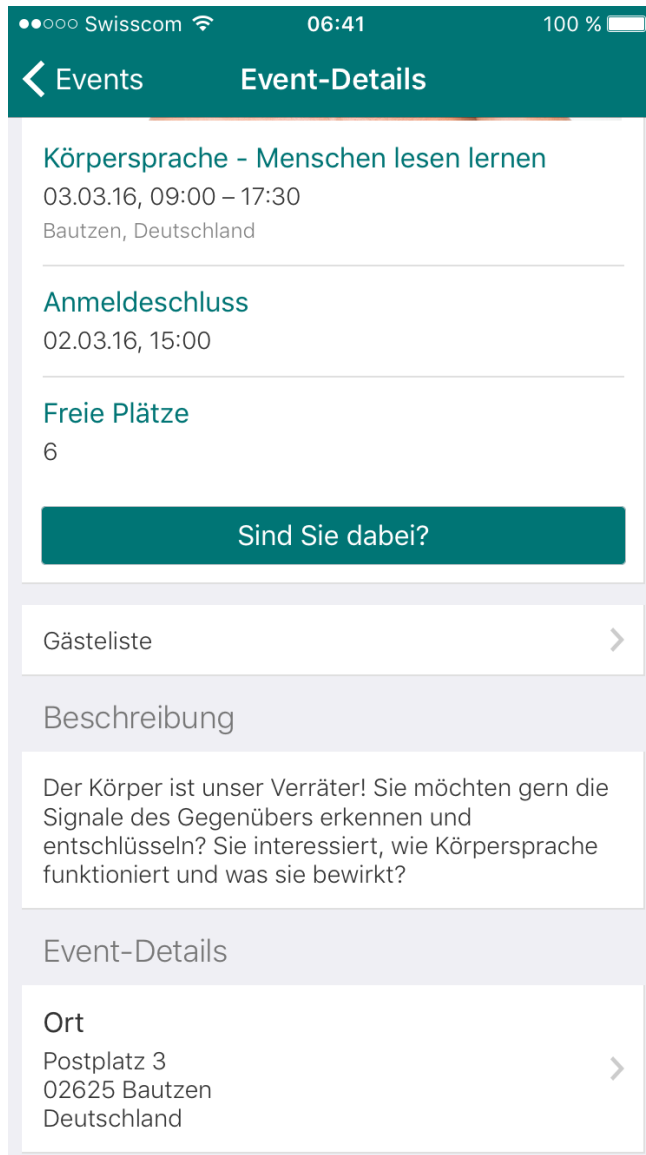 Swisscom 06:41 100 %
Events Event-Details
Körpersprache - Menschen lesen lernen
03.03.16, 09:00 – 17:30
Bautzen, Deutschland
Anmeldeschluss
02.03.16, 15:00
Freie Plätze
6
Sind Sie dabei?
Gästeliste
Beschreibung
Der Körper ist unser Verräter! Sie möchten gern die
Signale des Gegenübers erkennen und
entschlüsseln? Sie interessiert, wie Körpersprache
funktioniert und was sie bewirkt?
Event-Details
Ort
Postplatz 3
02625 Bautzen
Deutschland